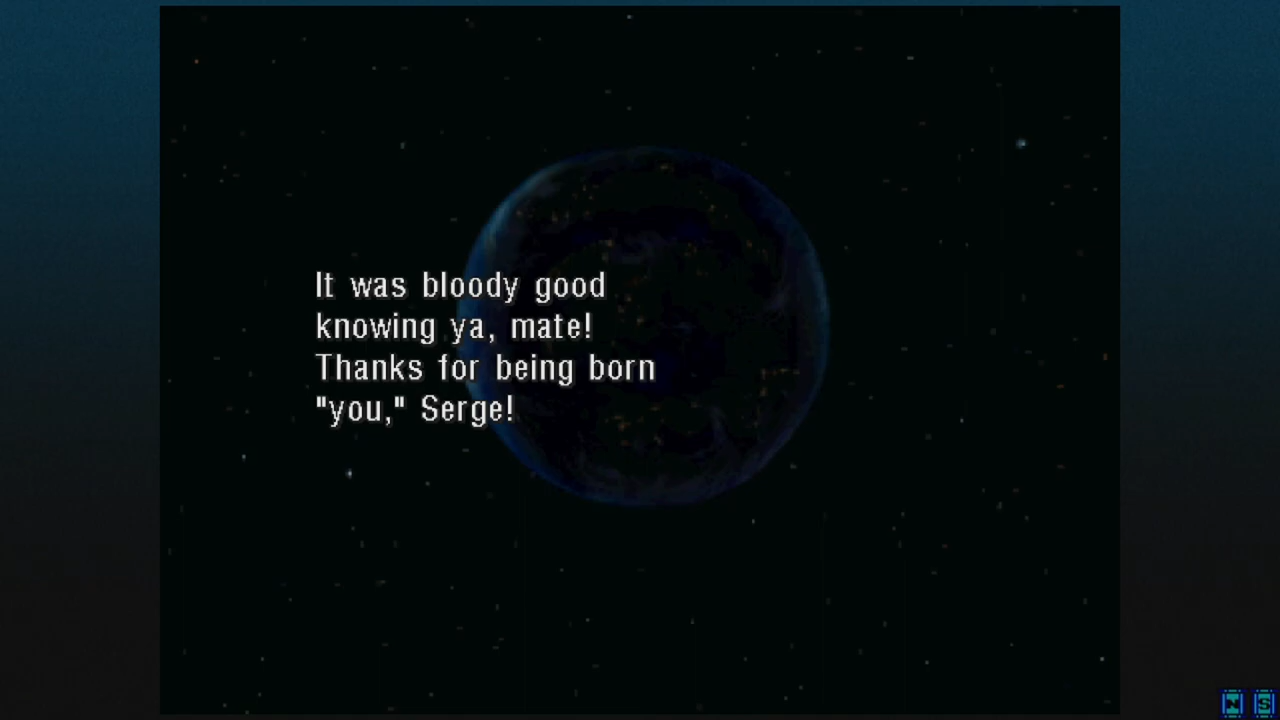 It was bloody good
knowing ya, mate!
Thanks for being born
"you," Serge!
N S